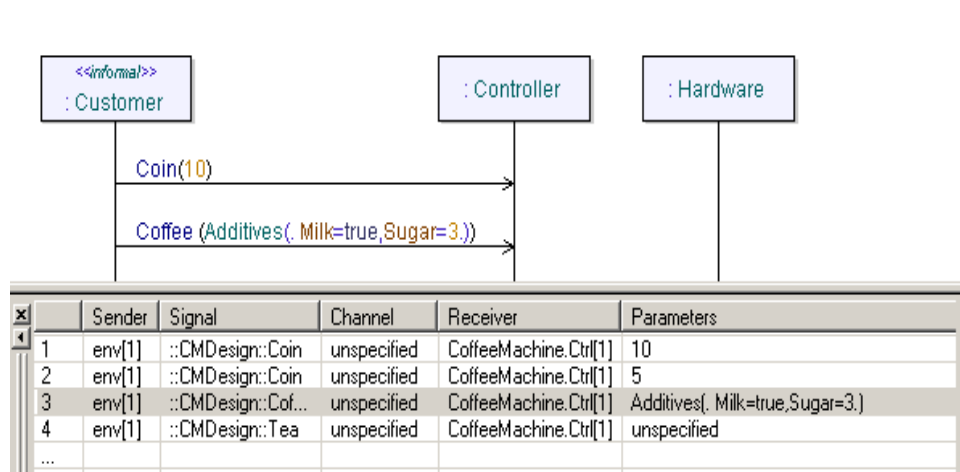 <<informal>>
: Customer
: Controller
: Hardware
Coin(10)
Coffee (Additives(. Milk=true,Sugar=3.))
Sender Signal Channel Receiver Parameters
1 env[1] ::CMDesign::Coin unspecified CoffeeMachine.Ctrl[1] 10
2 env[1] ::CMDesign::Coin unspecified CoffeeMachine.Ctrl[1] 5
3 env[1] ::CMDesign::Cof... unspecified CoffeeMachine.Ctrl[1] Additives(. Milk=true,Sugar=3.)
4 env[1] ::CMDesign::Tea unspecified CoffeeMachine.Ctrl[1] unspecified
...